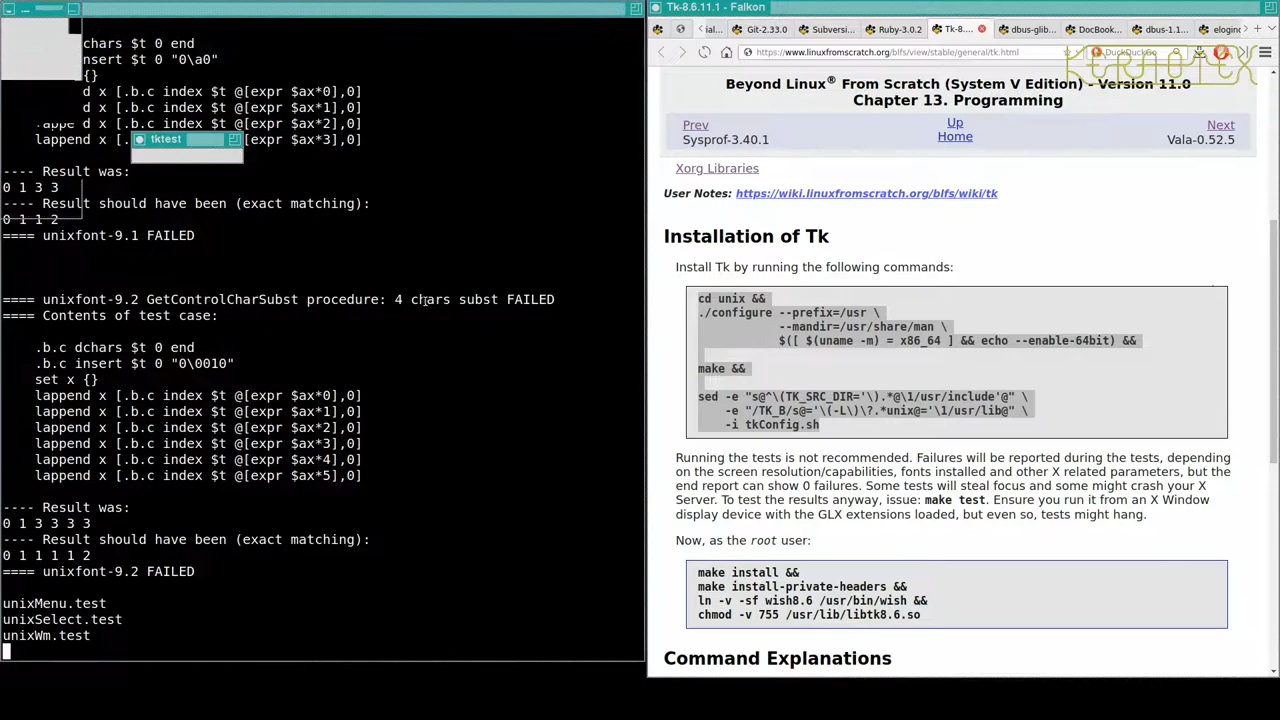 chars $t 0 end
nsert $t 0 "0\a0"
{}
d x [.b.c index $t @[expr $ax*0],0]
d x [.b.c index $t @[expr $ax*1],0]
d x [.b.c index $t @[expr $ax*2],0]
lappend x [. [expr $ax*3],0]
tktest
---- Result was:
0 1 3 3
---- Result should have been (exact matching):
0 1 1 2
==== unixfont-9.1 FAILED
==== unixfont-9.2 GetControlCharSubst procedure: 4 chars subst FAILED
==== Contents of test case:
.b.c dchars $t 0 end
.b.c insert $t 0 "0\0010"
set x {}
lappend x [.b.c index $t @[expr $ax*0],0]
lappend x [.b.c index $t @[expr $ax*1],0]
lappend x [.b.c index $t @[expr $ax*2],0]
lappend x [.b.c index $t @[expr $ax*3],0]
lappend x [.b.c index $t @[expr $ax*4],0]
lappend x [.b.c index $t @[expr $ax*5],0]
---- Result was:
0 1 3 3 3 3
---- Result should have been (exact matching):
0 1 1 1 1 2
==== unixfont-9.2 FAILED
unixMenu.test
unixSelect.test
unixWm.test
Tk-8.6.11.1 - Falkon
ial... Git-2.33.0 Subversi... Ruby-3.0.2 Tk-8.... dbus-glib... DocBook... dbus-1.1... elogind
https://www.linuxfromscratch.org/blfs/view/stable/general/tk.html DuckDuckGo
KERNOTEX
Beyond Linux® From Scratch (System V Edition) - Version 11.0
Chapter 13. Programming
Prev Up Next
Sysprof-3.40.1 Home Vala-0.52.5
Xorg Libraries
User Notes: https://wiki.linuxfromscratch.org/blfs/wiki/tk
Installation of Tk
Install Tk by running the following commands:
cd unix &&
./configure --prefix=/usr \
--mandir=/usr/share/man \
$([ $(uname -m) = x86_64 ] && echo --enable-64bit) &&
make &&
sed -e "s@^\(TK_SRC_DIR='\).*@\1/usr/include'@" \
-e "/TK_B/s@='\(-L\)\?.*unix@='\1/usr/lib@" \
-i tkConfig.sh
Running the tests is not recommended. Failures will be reported during the tests, depending
on the screen resolution/capabilities, fonts installed and other X related parameters, but the
end report can show 0 failures. Some tests will steal focus and some might crash your X
Server. To test the results anyway, issue: make test. Ensure you run it from an X Window
display device with the GLX extensions loaded, but even so, tests might hang.
Now, as the root user:
make install &&
make install-private-headers &&
ln -v -sf wish8.6 /usr/bin/wish &&
chmod -v 755 /usr/lib/libtk8.6.so
Command Explanations